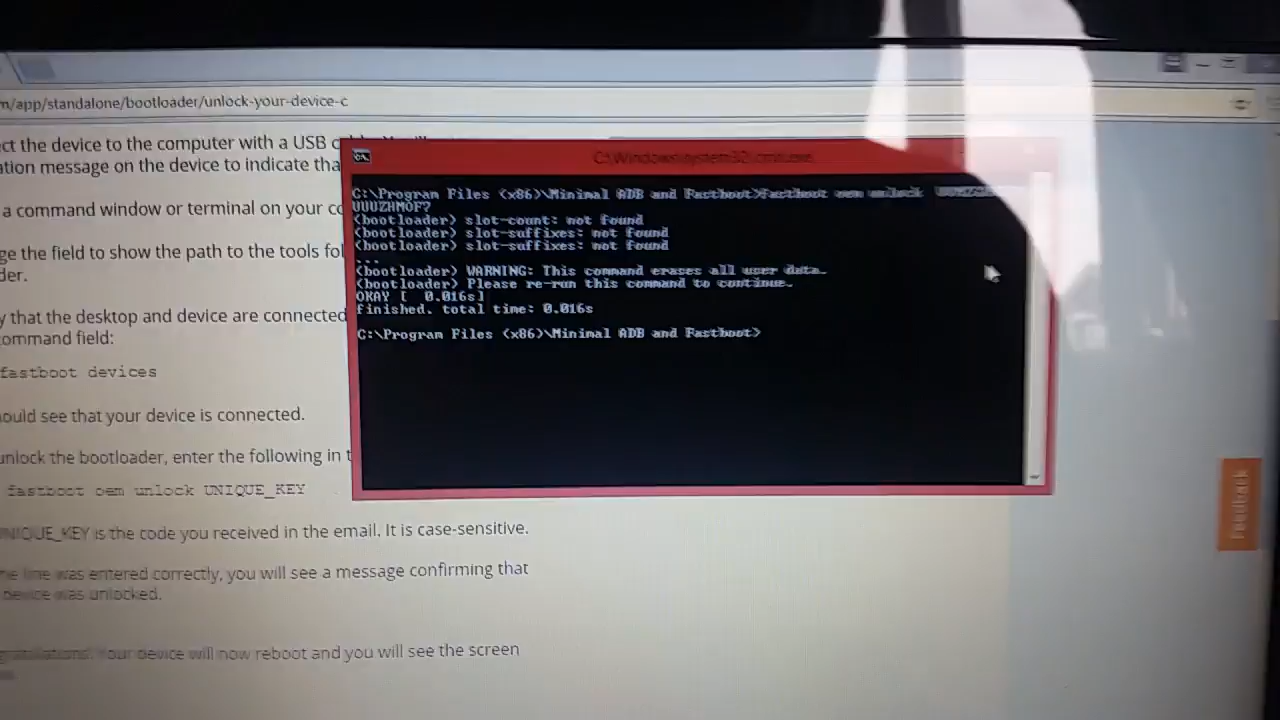 m/app/standalone/bootloader/unlock-your-device-c
ct the device to the computer with a USB c
ation message on the device to indicate tha
a command window or terminal on your co
ge the field to show the path to the tools fol
der.
y that the desktop and device are connected
ommand field:
fastboot devices
ould see that your device is connected.
unlock the bootloader, enter the following in t
fastboot oem unlock UNIQUE_KEY
NIQUE_KEY is the code you received in the email. It is case-sensitive.
he line was entered correctly, you will see a message confirming that
device was unlocked.
Your device will now reboot and you will see the screen
C:\Windows\system32\cmd.exe
C:\Program Files (x86)\Minimal ADB and Fastboot>fastboot oem unlock
UUUZHMOF?
(bootloader) slot-count: not found
(bootloader) slot-suffixes: not found
(bootloader) slot-suffixes: not found
...
(bootloader) WARNING: This command erases all user data.
(bootloader) Please re-run this command to continue.
OKAY [  0.016s]
finished. total time: 0.016s
C:\Program Files (x86)\Minimal ADB and Fastboot>
Feedback